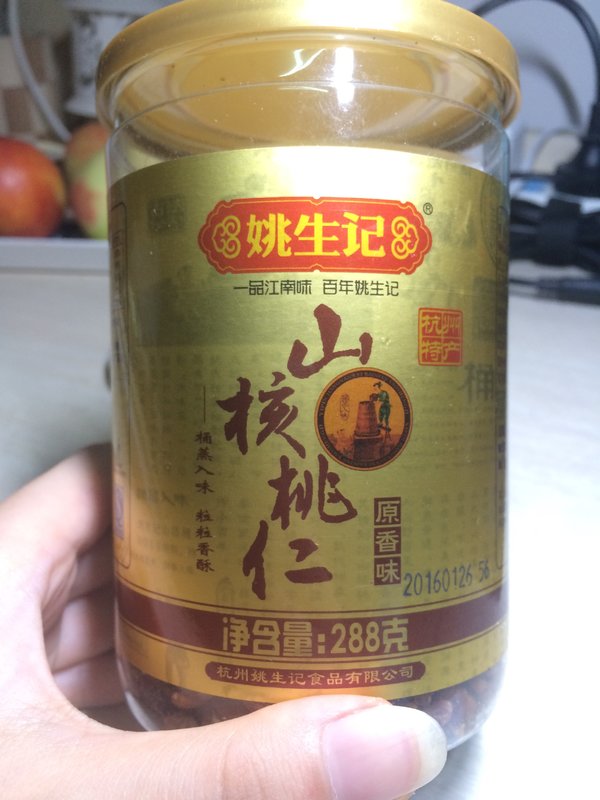 姚生记®
一品江南味 百年姚生记
杭州
特产
山核桃仁
桶蒸入味 粒粒香酥
原香味
20160126 56
净含量:288克
杭州姚生记食品有限公司